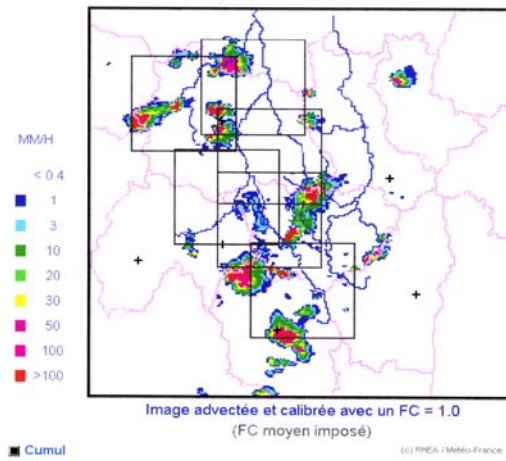 MM/H
< 0.4
1
3
10
20
30
50
100
>100
Image advectée et calibrée avec un FC = 1.0
(FC moyen imposé)
Cumul
(c) RHEA / Météo-France